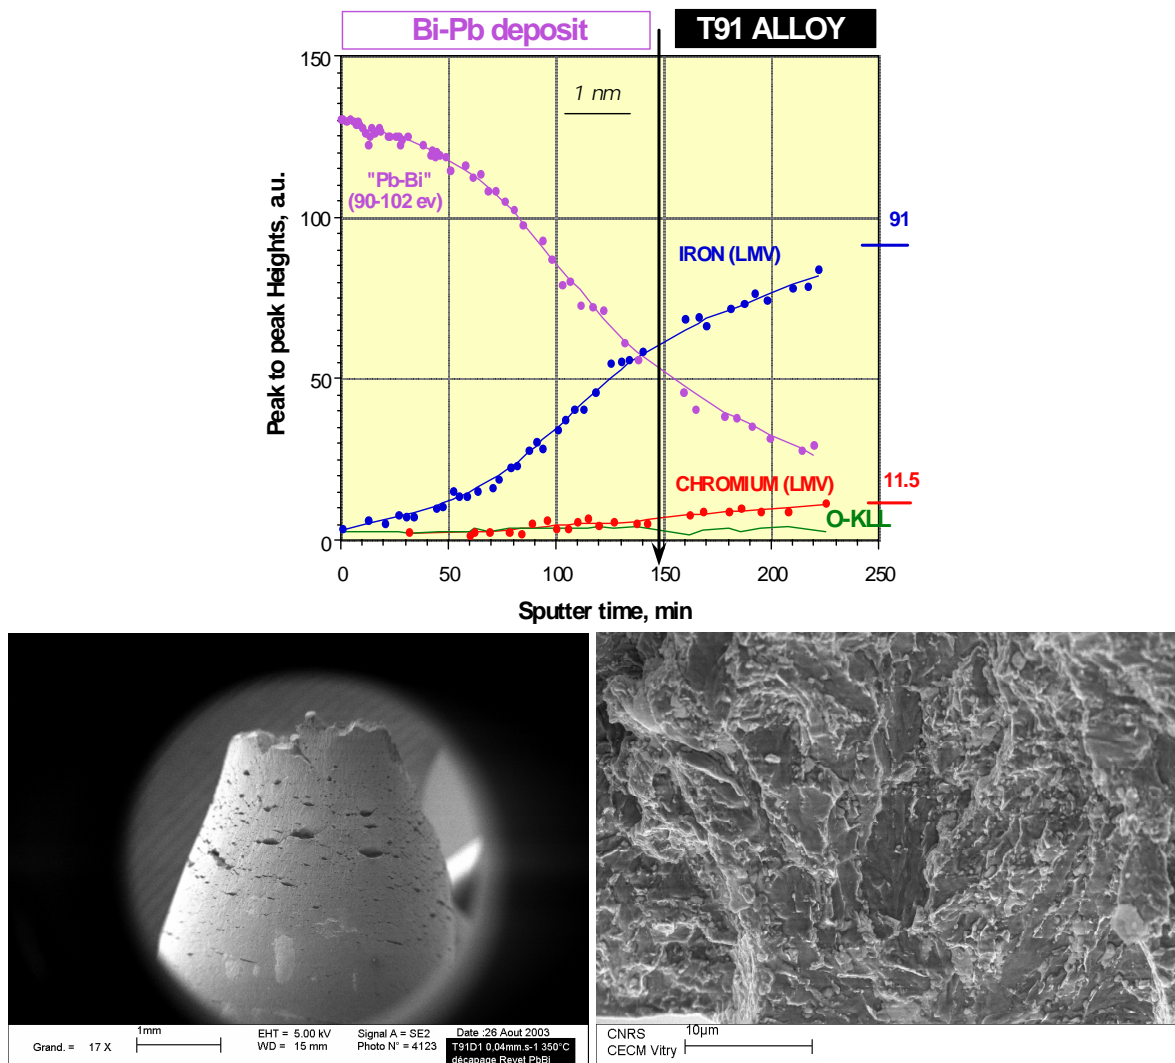 Bi-Pb deposit
T91 ALLOY
150
1 nm
"Pb-Bi"
(90-102 ev)
91
100
IRON (LMV)
Peak to peak Heights, a.u.
50
CHROMIUM (LMV)
11.5
O-KLL
0
0 50 100 150 200 250
Sputter time, min
Grand. = 17 X
1mm
EHT = 5.00 kV
WD = 15 mm
Signal A = SE2
Photo N° = 4123
Date :26 Aout 2003
T91D1 0,04mm.s-1 350°C
décapage Revet PbBi
CNRS
CECM Vitry
10µm